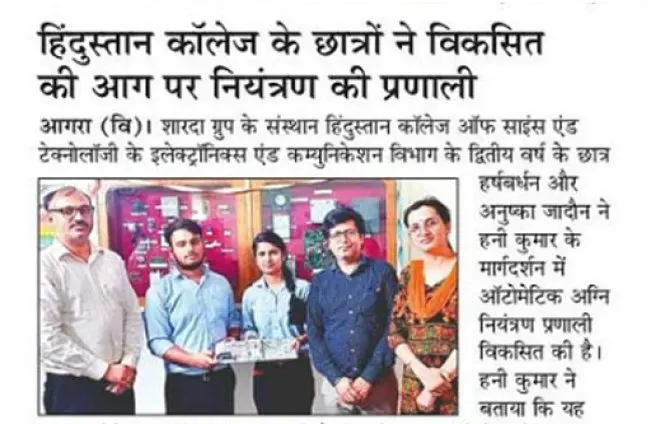 हिंदुस्तान कॉलेज के छात्रों ने विकसित
की आग पर नियंत्रण की प्रणाली
आगरा (वि)। शारदा ग्रुप के संस्थान हिंदुस्तान कॉलेज ऑफ साइंस एंड
टेक्नोलॉजी के इलेक्ट्रॉनिक्स एंड कम्युनिकेशन विभाग के द्वितीय वर्ष के छात्र
हर्षबर्धन और
अनुष्का जादौन ने
हनी कुमार के
मार्गदर्शन में
ऑटोमेटिक अग्नि
नियंत्रण प्रणाली
विकसित की है।
हनी कुमार ने
बताया कि यह